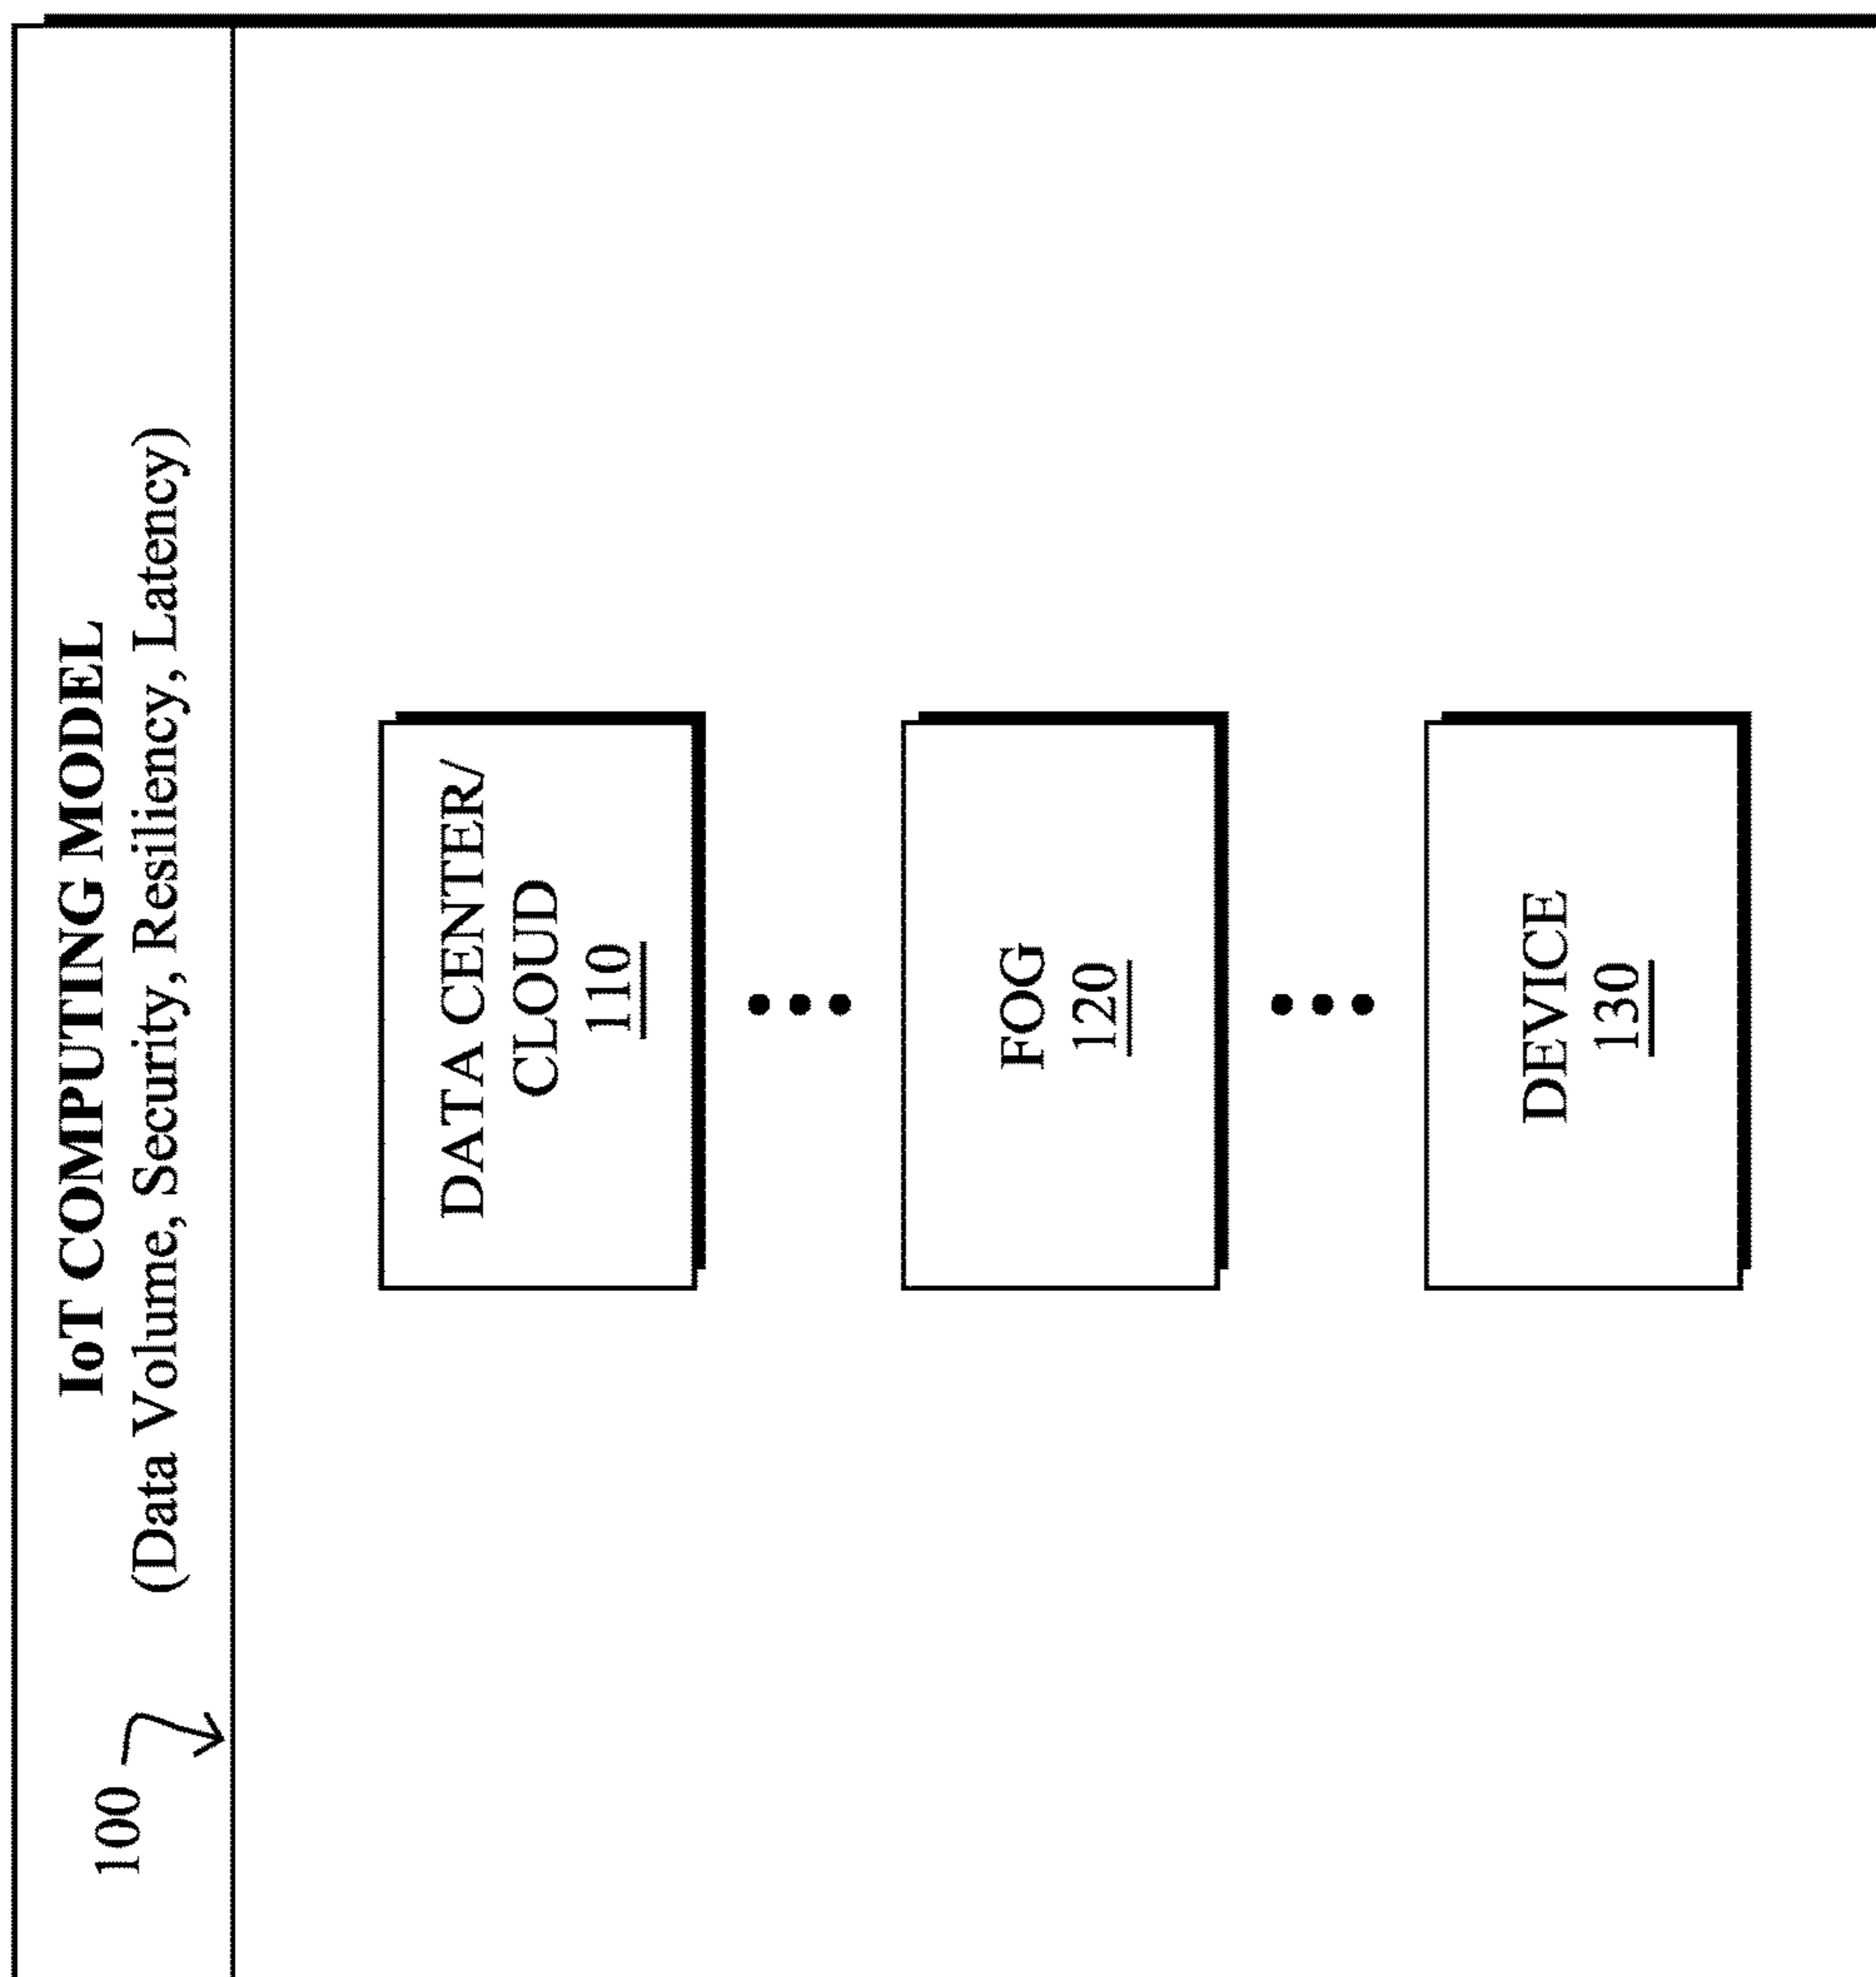 IoT COMPUTING MODEL
(Data Volume, Security, Resiliency, Latency)
100
DATA CENTER/
CLOUD
110
FOG
120
DEVICE
130